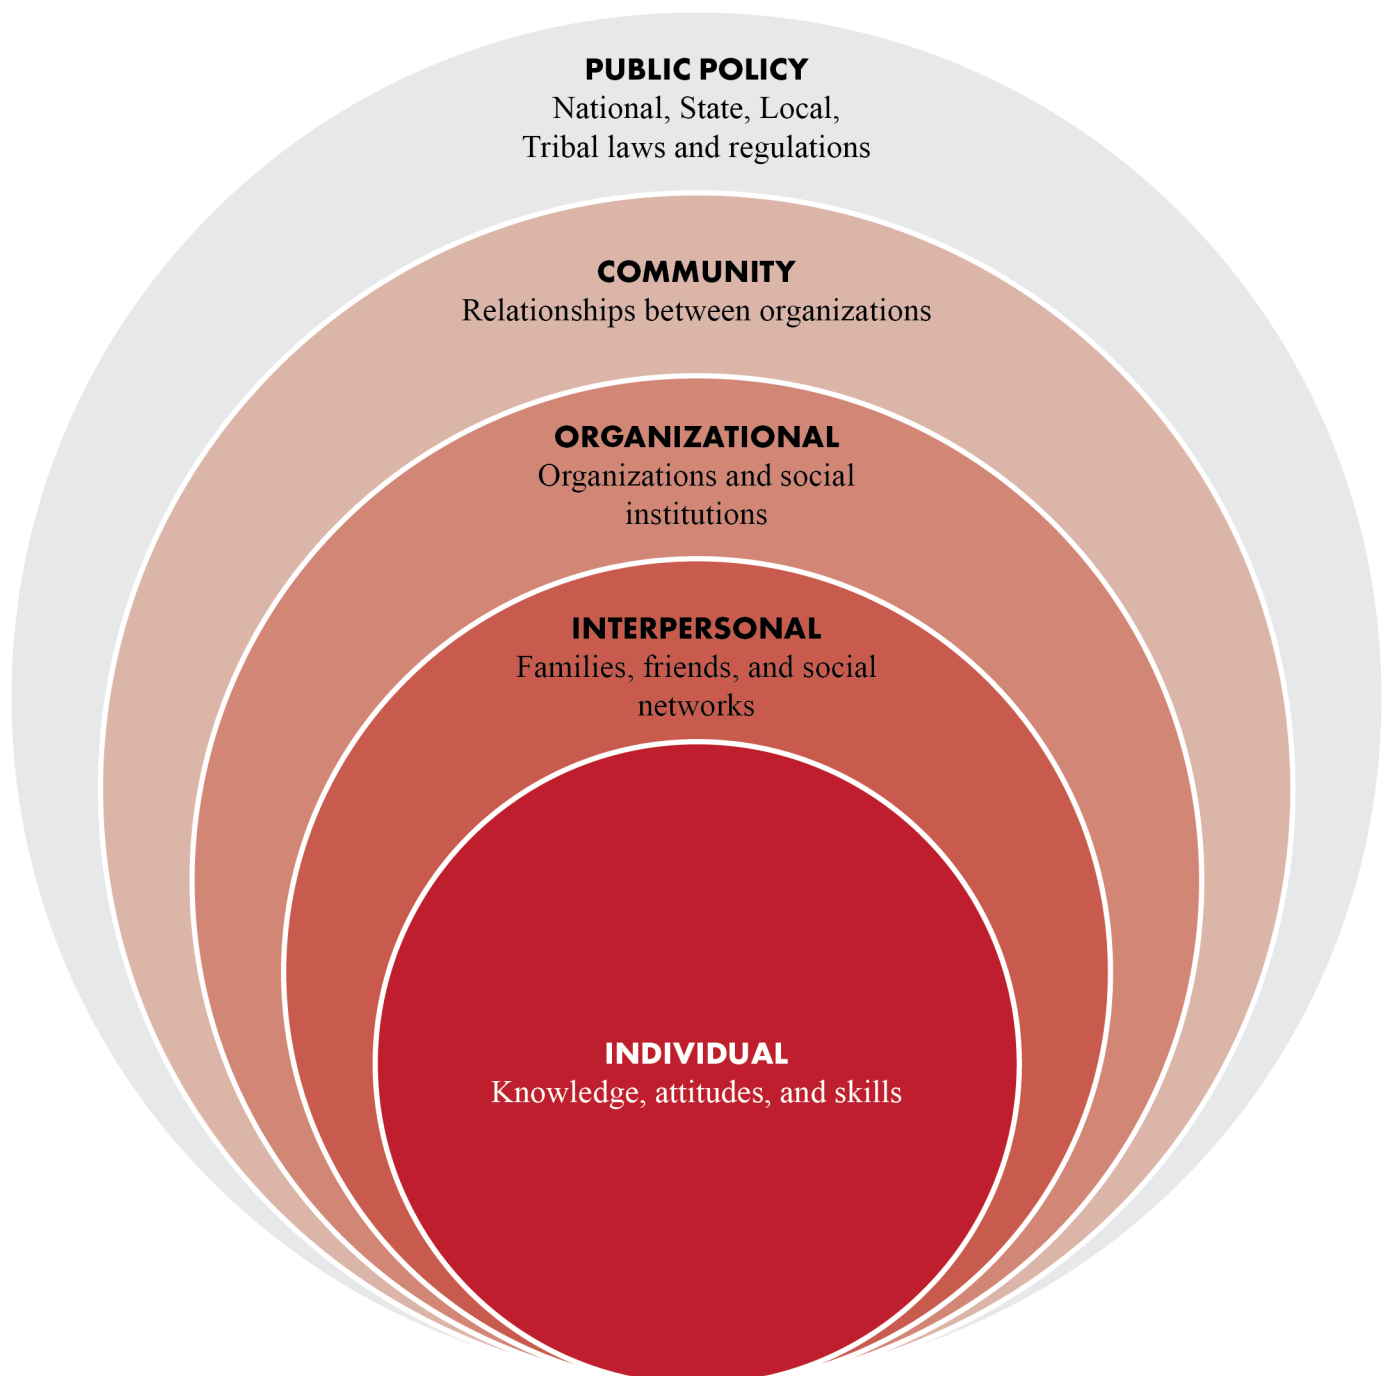 PUBLIC POLICY
National, State, Local,
Tribal laws and regulations
COMMUNITY
Relationships between organizations
ORGANIZATIONAL
Organizations and social
institutions
INTERPERSONAL
Families, friends, and social
networks
INDIVIDUAL
Knowledge, attitudes, and skills